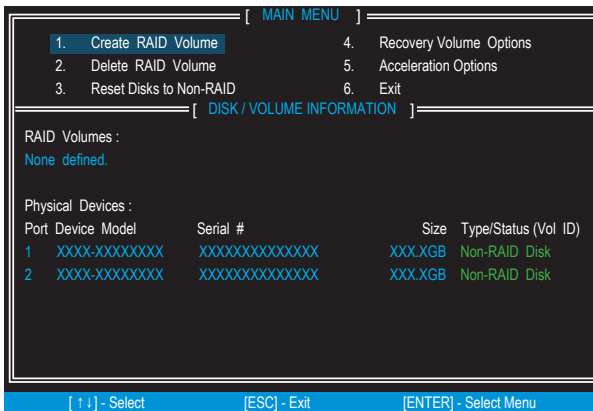 [ MAIN MENU ]
1. Create RAID Volume 4. Recovery Volume Options
2. Delete RAID Volume 5. Acceleration Options
3. Reset Disks to Non-RAID 6. Exit
[ DISK / VOLUME INFORMATION ]
RAID Volumes :
None defined.
Physical Devices :
Port Device Model Serial # Size Type/Status (Vol ID)
1 XXXX-XXXXXXXX XXXXXXXXXXXXXX XXX.XGB Non-RAID Disk
2 XXXX-XXXXXXXX XXXXXXXXXXXXXX XXX.XGB Non-RAID Disk
[ ↑↓] - Select [ESC] - Exit [ENTER] - Select Menu